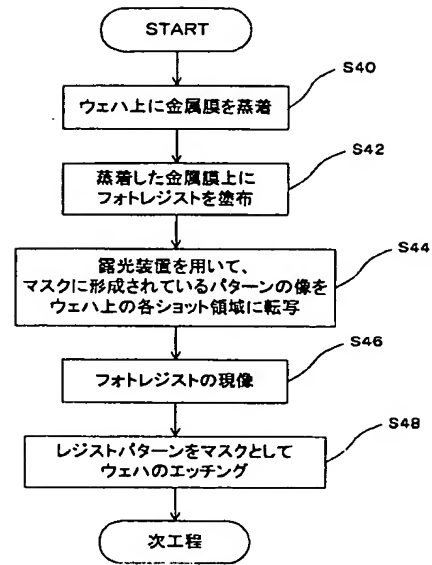 START
S40
ウェハ上に金属膜を蒸着
S42
蒸着した金属膜上に
フォトレジストを塗布
S44
露光装置を用いて、
マスクに形成されているパターンの像を
ウェハ上の各ショット領域に転写
S46
フォトレジストの現像
S48
レジストパターンをマスクとして
ウェハのエッチング
次工程